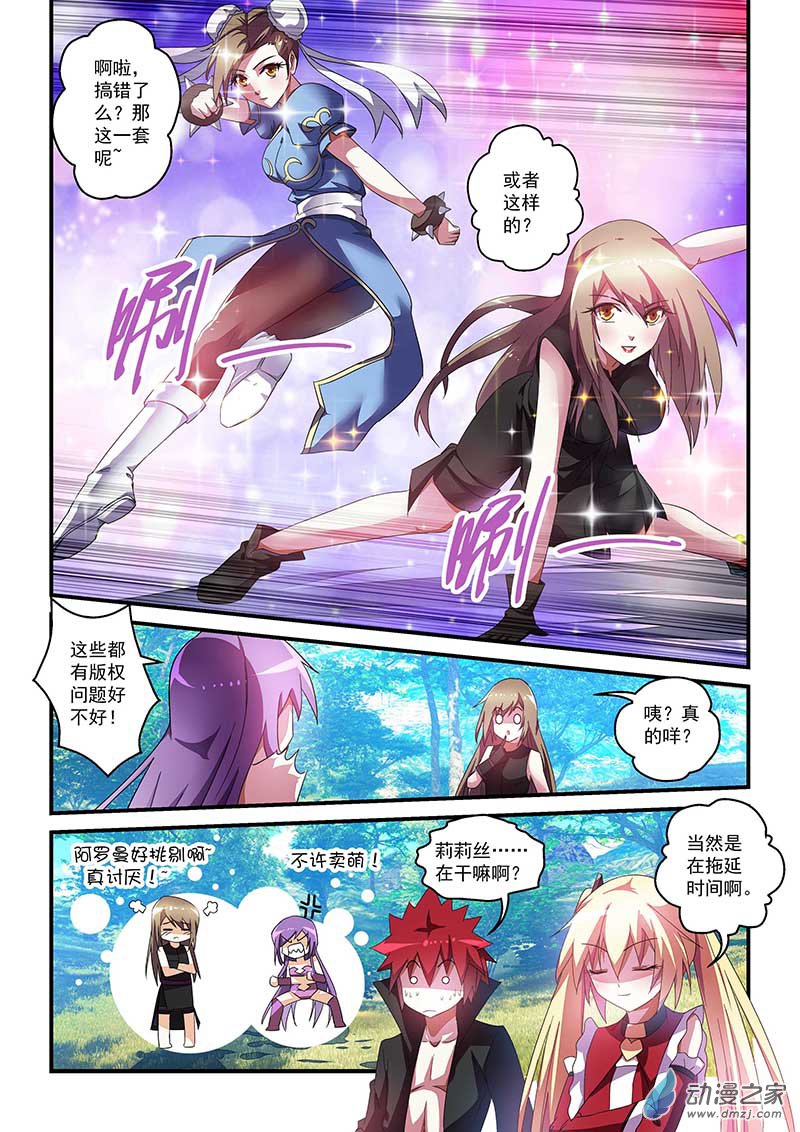 啊啦，
搞错了
么？那
这一套
呢~
或者
这样
的？
唰
唰
这些都
有版权
问题好
不好！
咦？真
的咩？
阿罗曼好挑剔啊~
真讨厌！~
不许卖萌！
莉莉丝……
在干嘛啊？
当然是
在拖延
时间啊。
动漫之家
www.dmzj.com